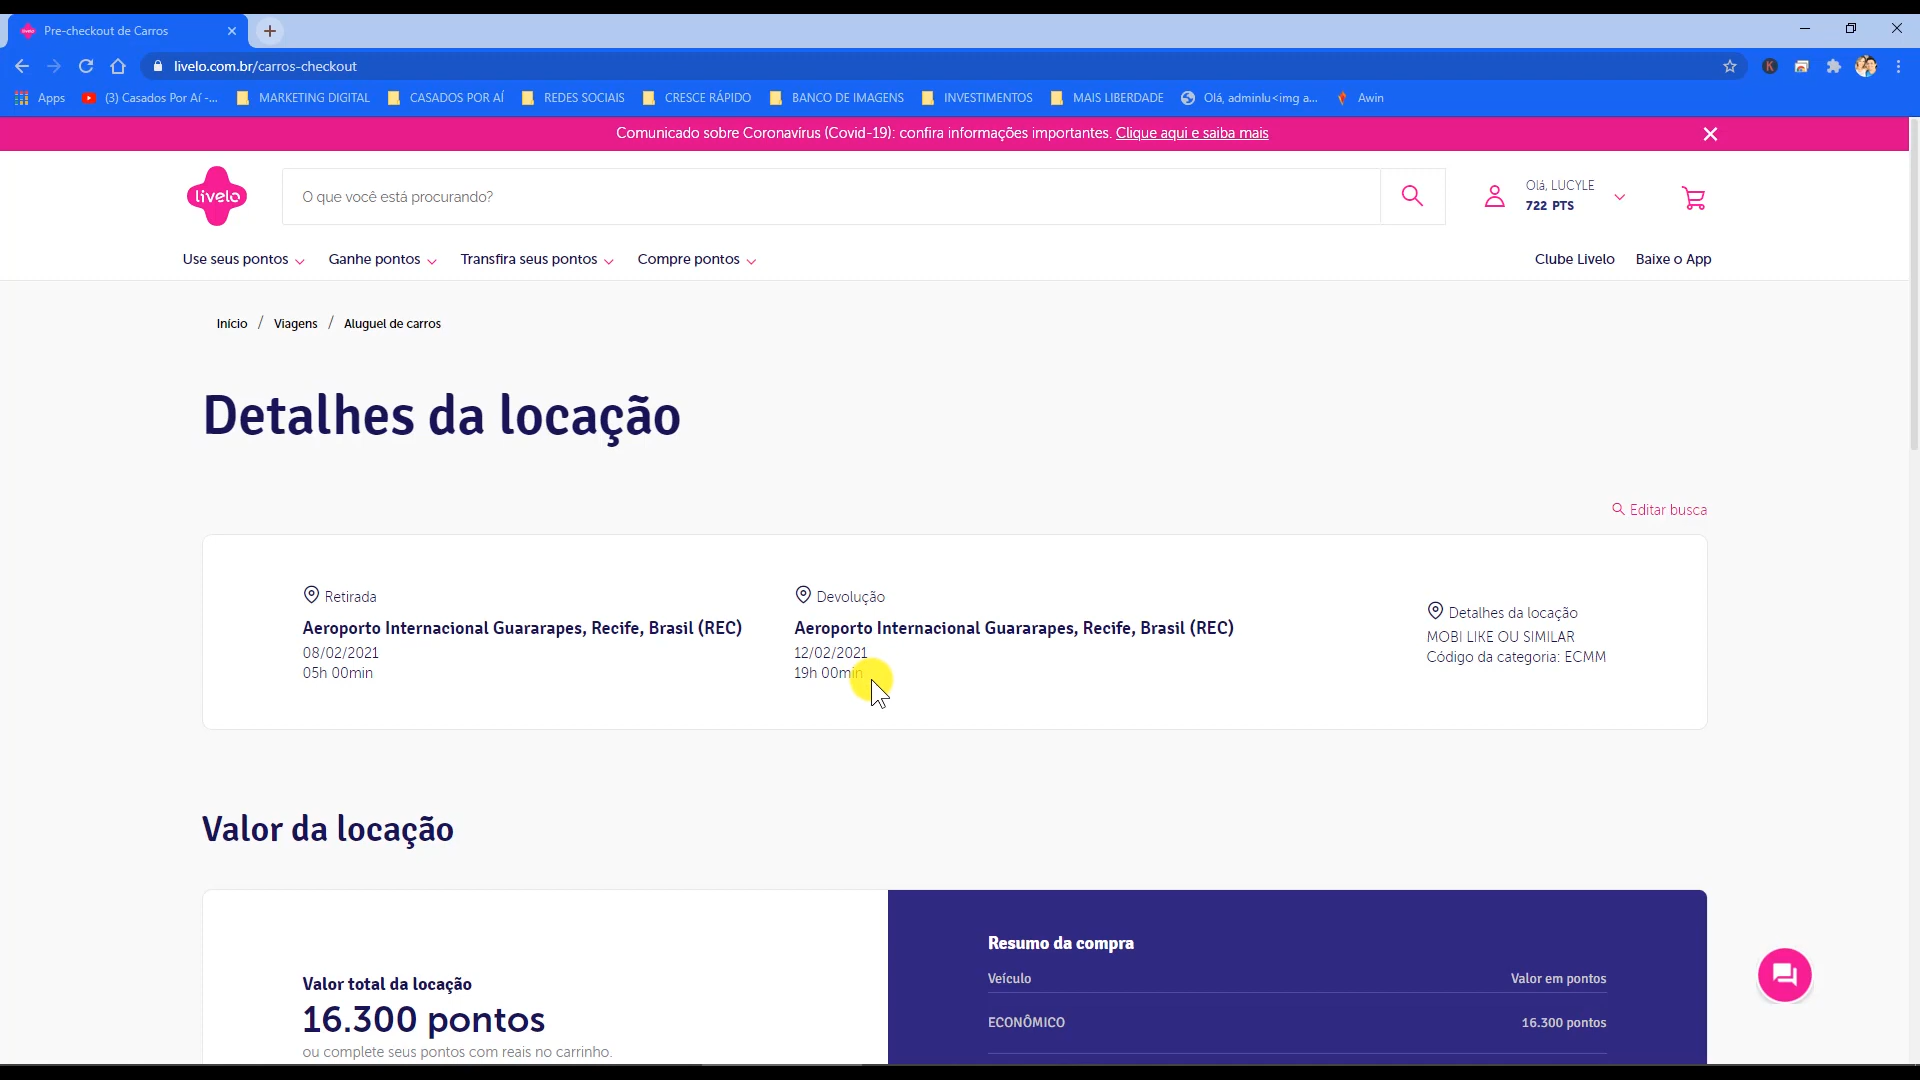 Pre-checkout de Carros
livelo.com.br/carros-checkout
K
Apps
(3) Casados Por Aí -...
MARKETING DIGITAL
CASADOS POR AÍ
REDES SOCIAIS
CRESCE RÁPIDO
BANCO DE IMAGENS
INVESTIMENTOS
MAIS LIBERDADE
Olá, adminlu<img a...
Awin
Comunicado sobre Coronavírus (Covid-19): confira informações importantes. Clique aqui e saiba mais
livelo
O que você está procurando?
Olá, LUCYLE
722 PTS
Use seus pontos
Ganhe pontos
Transfira seus pontos
Compre pontos
Clube Livelo
Baixe o App
Início / Viagens / Aluguel de carros
Detalhes da locação
Editar busca
Retirada
Aeroporto Internacional Guararapes, Recife, Brasil (REC)
08/02/2021
05h 00min
Devolução
Aeroporto Internacional Guararapes, Recife, Brasil (REC)
12/02/2021
19h 00min
Detalhes da locação
MOBI LIKE OU SIMILAR
Código da categoria: ECMM
Valor da locação
Valor total da locação
16.300 pontos
ou complete seus pontos com reais no carrinho.
Resumo da compra
Veículo Valor em pontos
ECONÔMICO 16.300 pontos